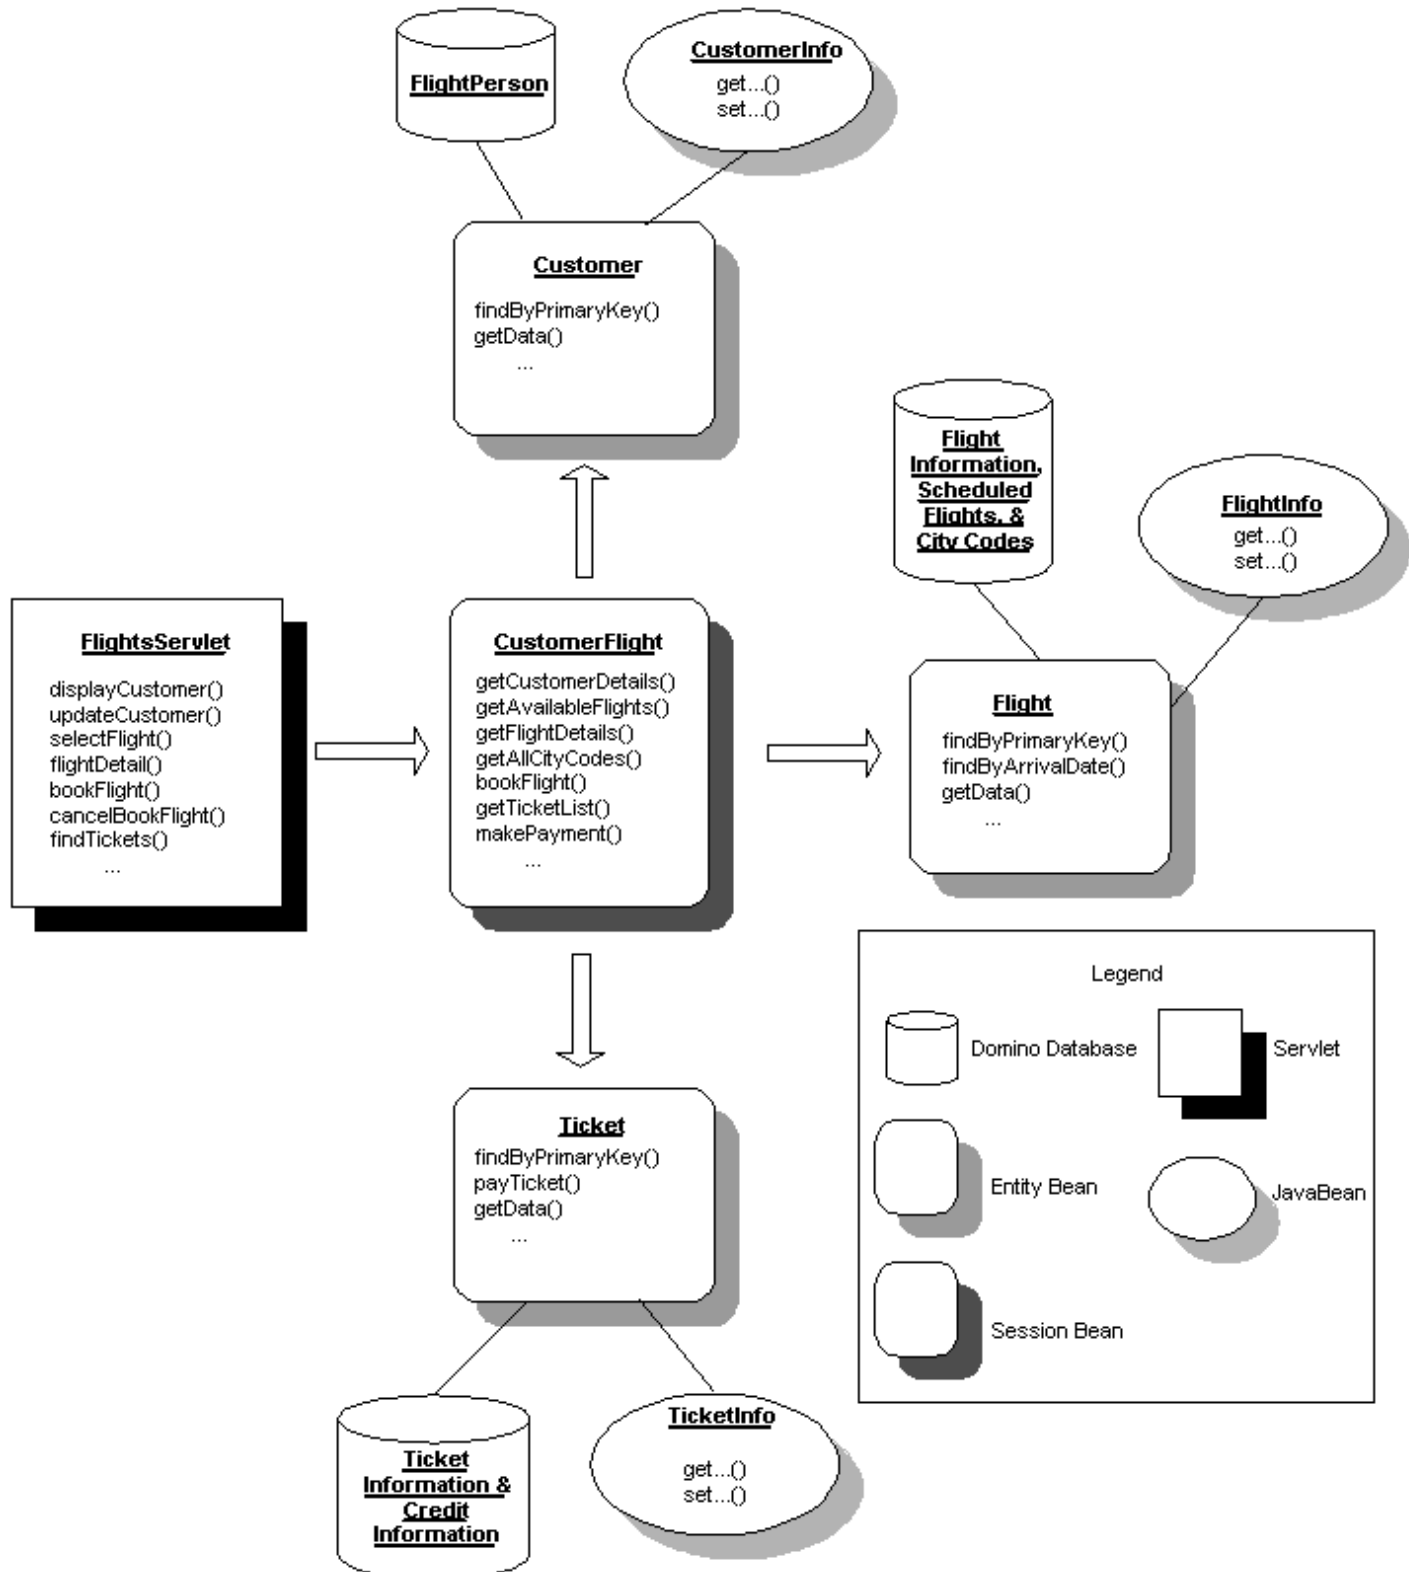 FlightPerson
CustomerInfo
get...()
set...()
Customer
findByPrimaryKey()
getData()
...
Flight
Information,
Scheduled
Flights, &
City Codes
FlightInfo
get...()
set...()
FlightsServlet
displayCustomer()
updateCustomer()
selectFlight()
flightDetail()
bookFlight()
cancelBookFlight()
findTickets()
...
CustomerFlight
getCustomerDetails()
getAvailableFlights()
getFlightDetails()
getAllCityCodes()
bookFlight()
getTicketList()
makePayment()
...
Flight
findByPrimaryKey()
findByArrivalDate()
getData()
...
Legend
Domino Database
Servlet
Entity Bean
JavaBean
Session Bean
Ticket
findByPrimaryKey()
payTicket()
getData()
...
Ticket
Information &
Credit
Information
TicketInfo
get...()
set...()